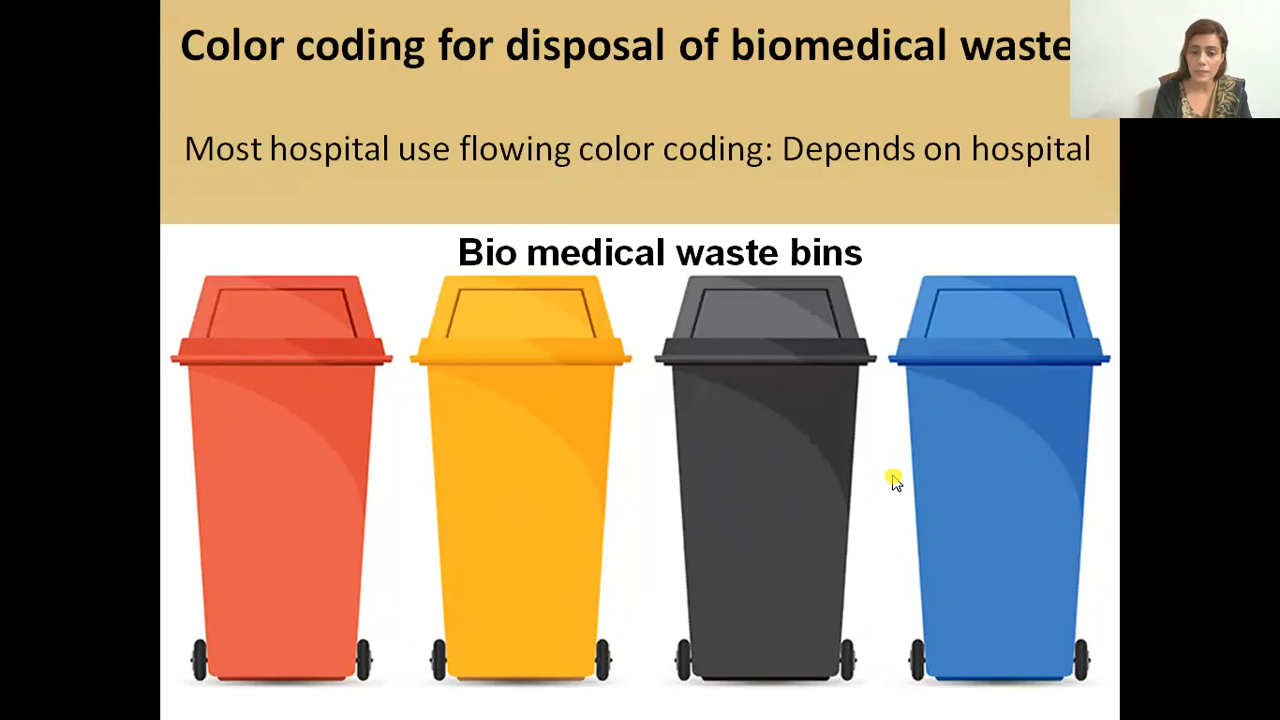 Color coding for disposal of biomedical waste
Most hospital use flowing color coding: Depends on hospital
Bio medical waste bins